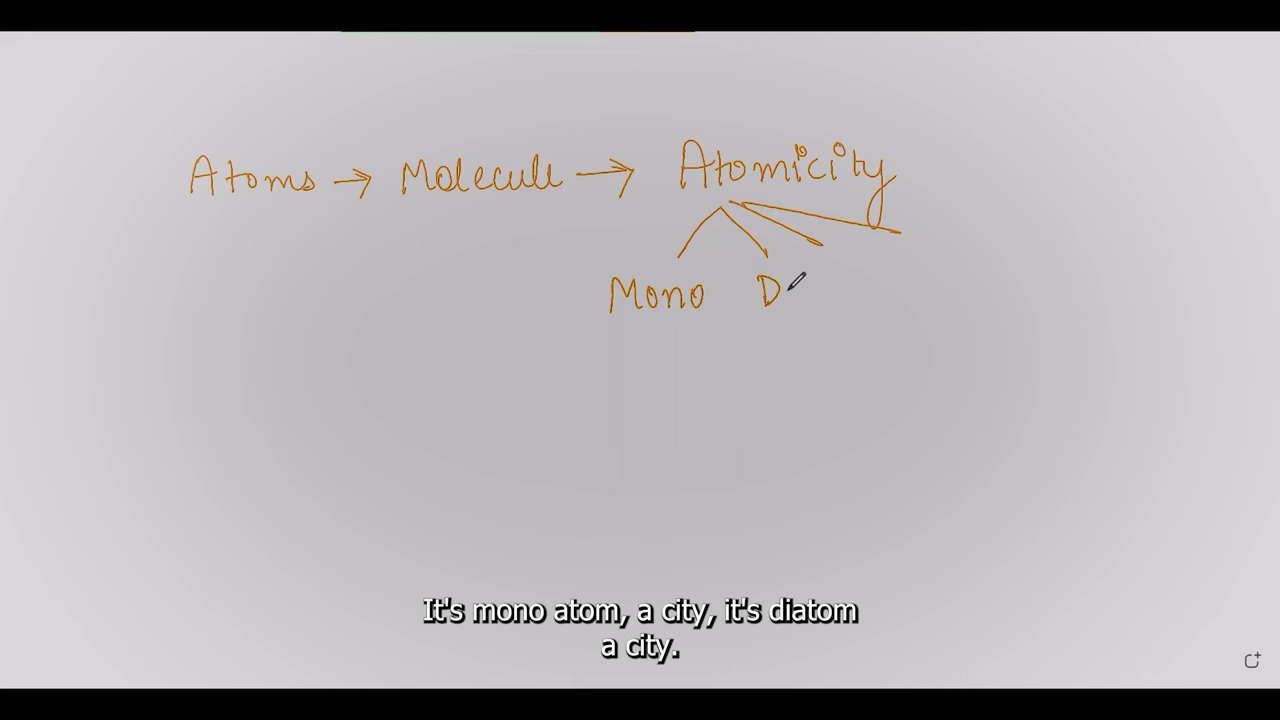 Atoms → Molecule → Atomicity
Mono D
It's mono atom, a city, it's diatom
a city.